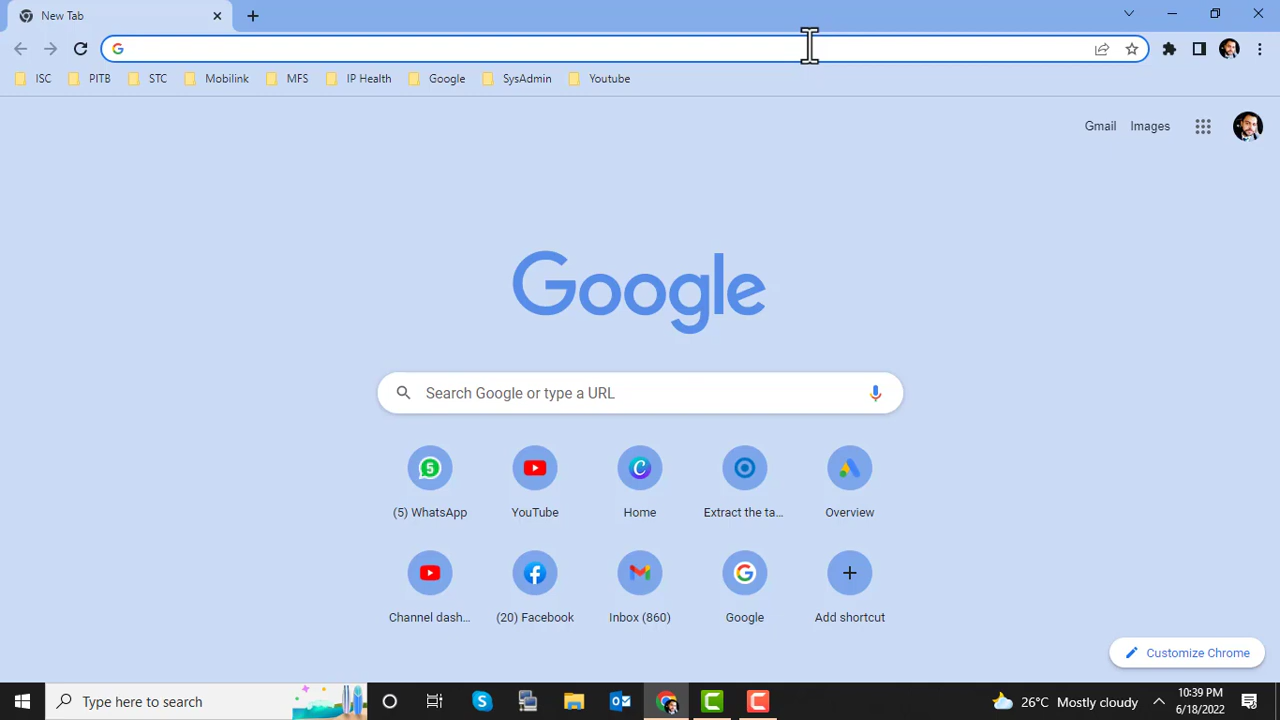 New Tab
ISC PITB STC Mobilink MFS IP Health Google SysAdmin Youtube
Gmail Images
Google
Search Google or type a URL
5
(5) WhatsApp YouTube Home Extract the ta... Overview
Channel dash... (20) Facebook Inbox (860) Google Add shortcut
Customize Chrome
Type here to search
26°C Mostly cloudy
10:39 PM
6/18/2022